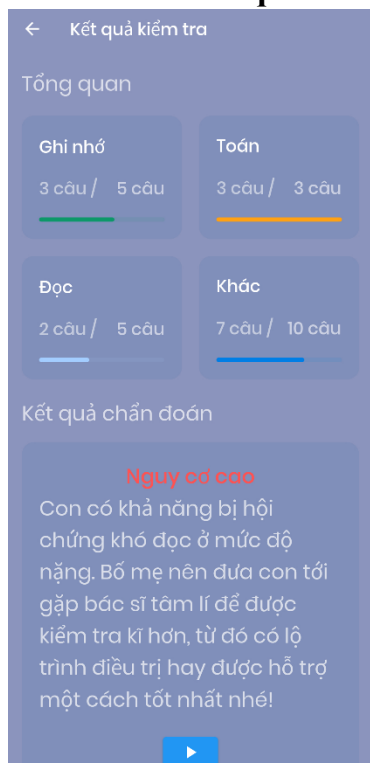 ← Kết quả kiểm tra
Tổng quan
Ghi nhớ
3 câu / 5 câu
Toán
3 câu / 3 câu
Đọc
2 câu / 5 câu
Khác
7 câu / 10 câu
Kết quả chẩn đoán
Nguy cơ cao
Con có khả năng bị hội
chứng khó đọc ở mức độ
nặng. Bố mẹ nên đưa con tới
gặp bác sĩ tâm lí để được
kiểm tra kĩ hơn, từ đó có lộ
trình điều trị hay được hỗ trợ
một cách tốt nhất nhé!